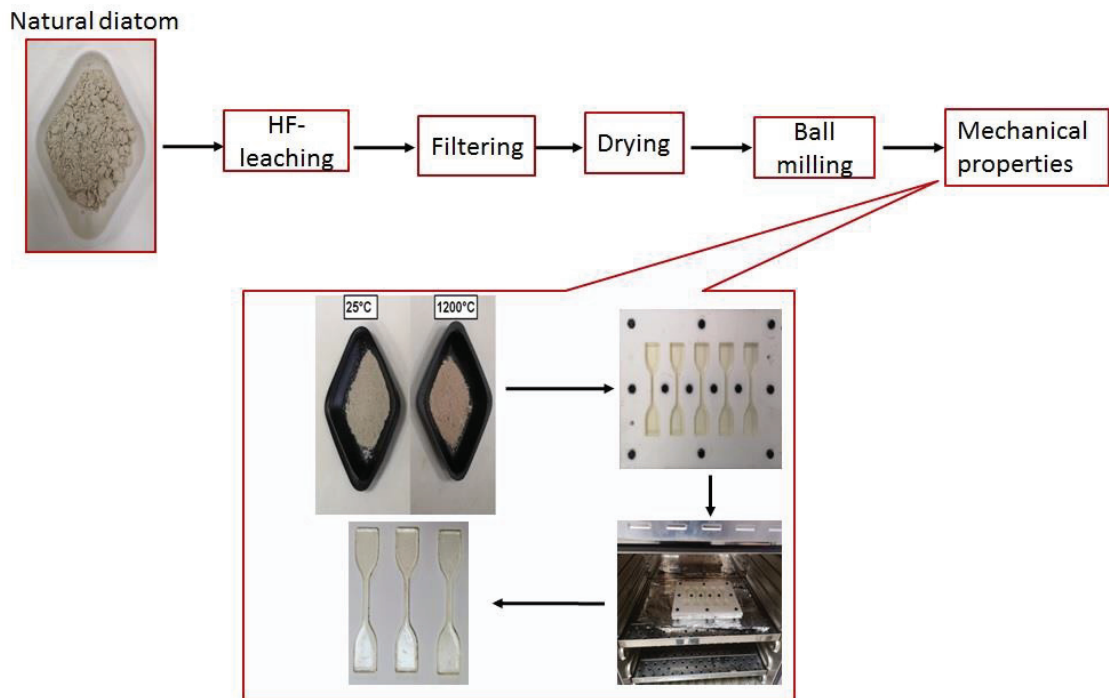 Natural diatom
HF-
leaching
Filtering
Drying
Ball
milling
Mechanical
properties
25°C
1200°C